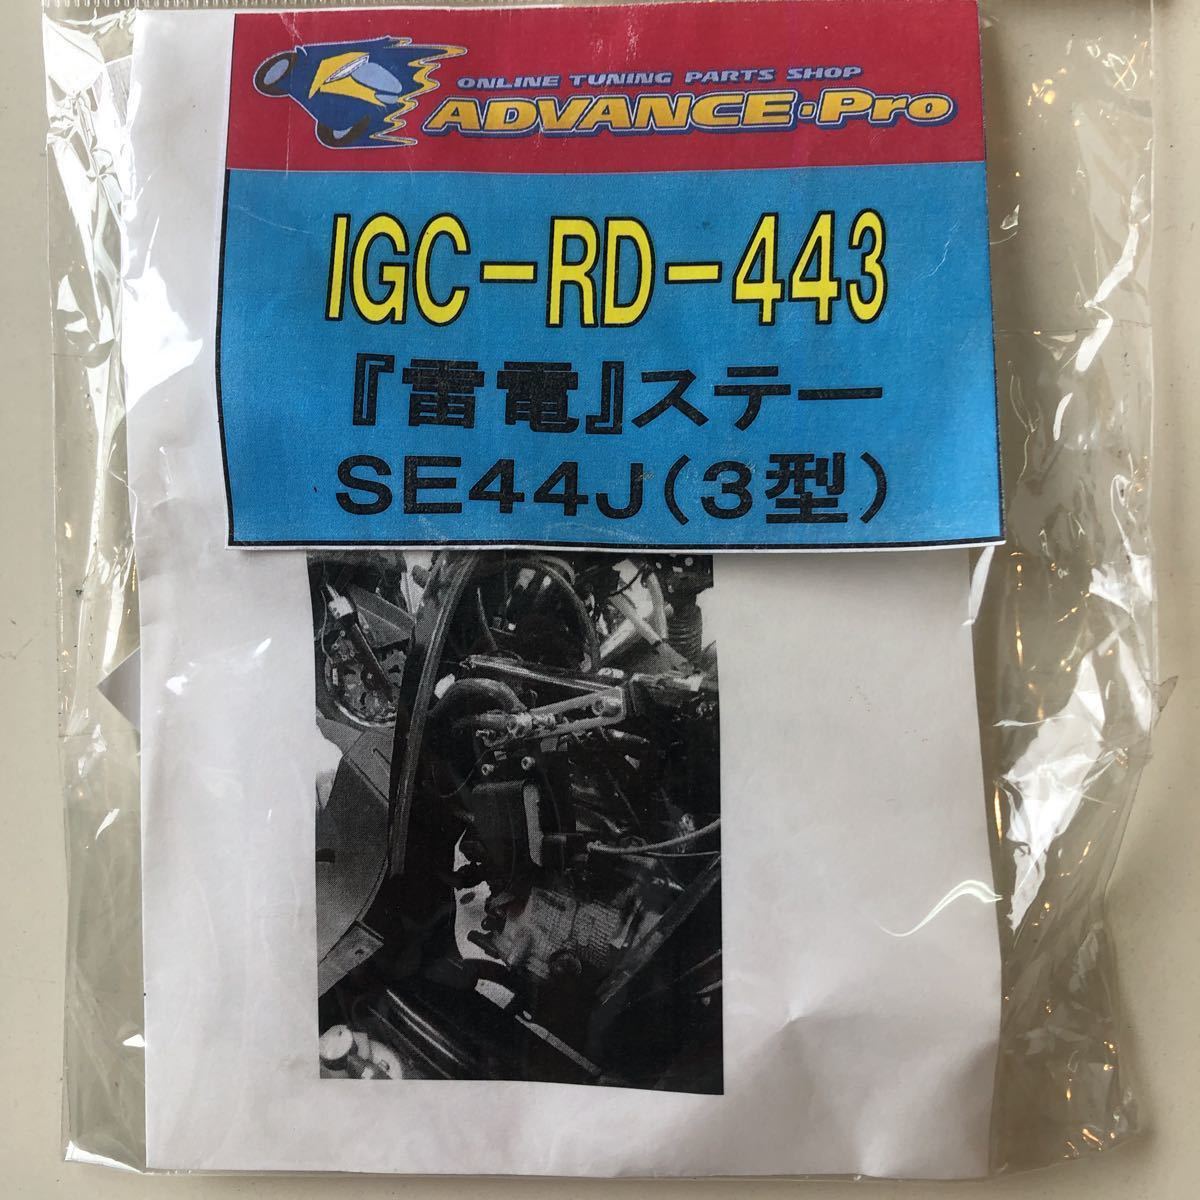 ONLINE TUNING PARTS SHOP
ADVANCE・Pro
IGC－RD－443
『雷電』ステー
SE44J(3型)